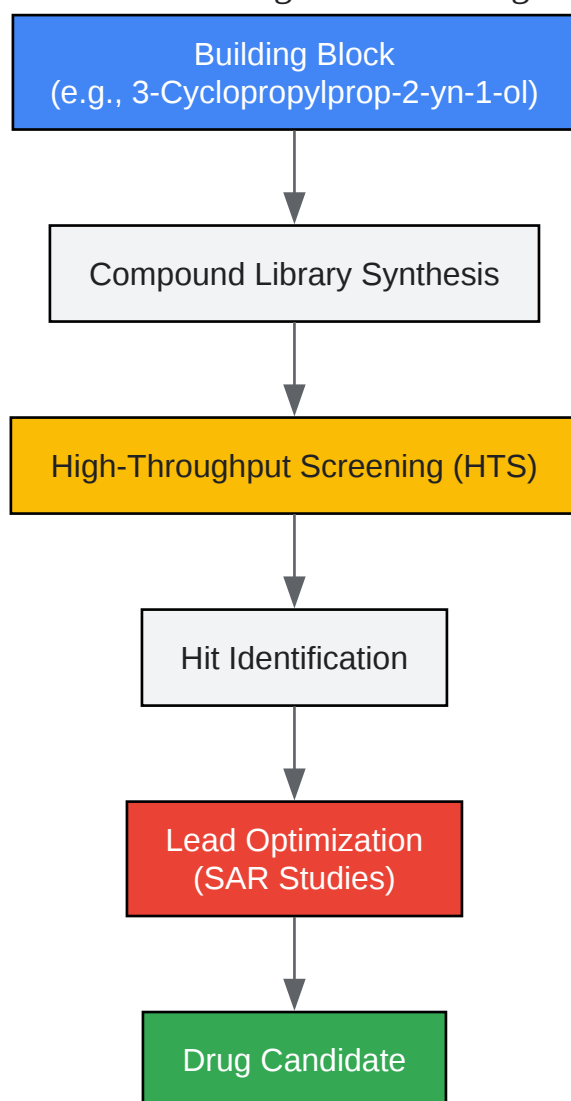 Building Block
(e.g., 3-Cyclopropylprop-2-yn-1-ol)
Compound Library Synthesis
High-Throughput Screening (HTS)
Hit Identification
Lead Optimization
(SAR Studies)
Drug Candidate